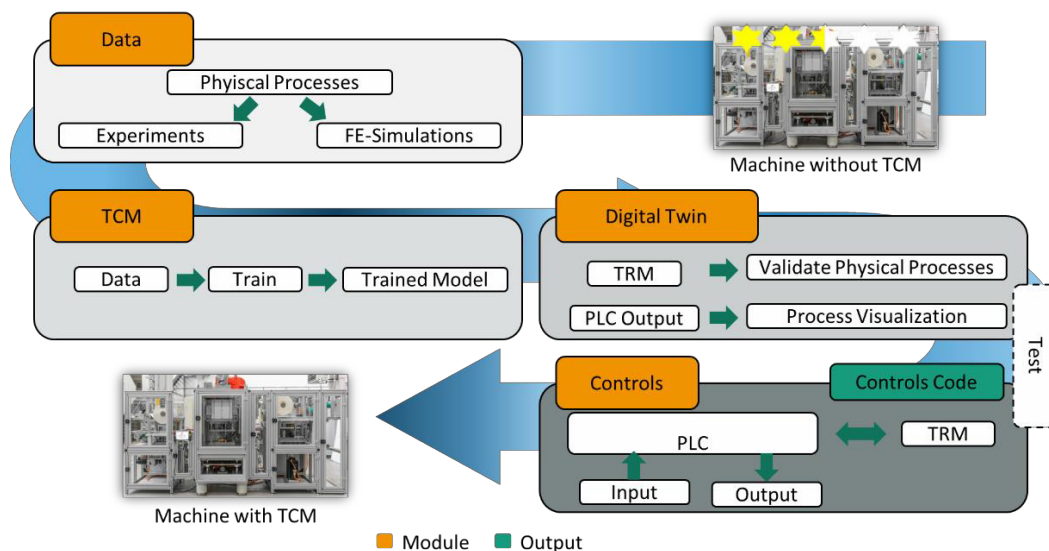 Data
Phyiscal Processes
Experiments
FE-Simulations
Machine without TCM
TCM
Data
Train
Trained Model
Digital Twin
TRM
Validate Physical Processes
PLC Output
Process Visualization
Test
Controls
Controls Code
PLC
TRM
Input
Output
Machine with TCM
Module
Output